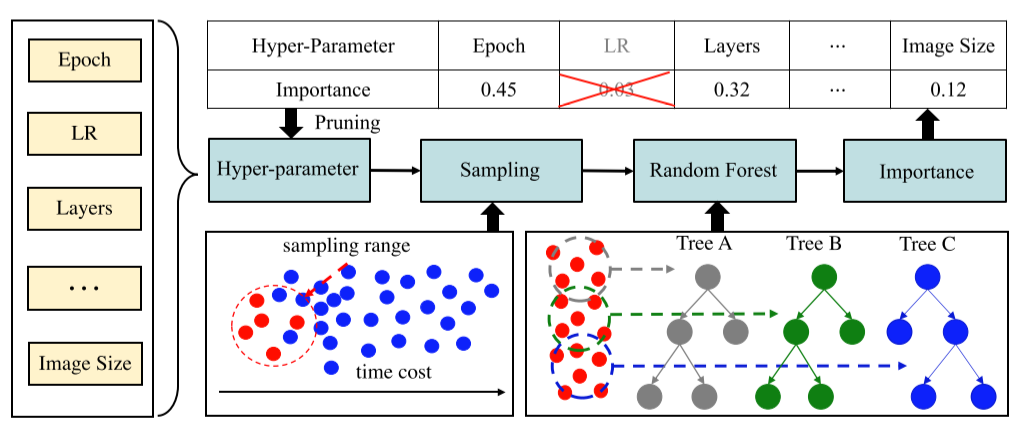 Epoch
LR
Layers
...
Image Size
Hyper-Parameter Epoch LR Layers ... Image Size
Importance 0.45 0.03 0.32 ... 0.12
Pruning
Hyper-parameter Sampling Random Forest Importance
sampling range
time cost
Tree A Tree B Tree C